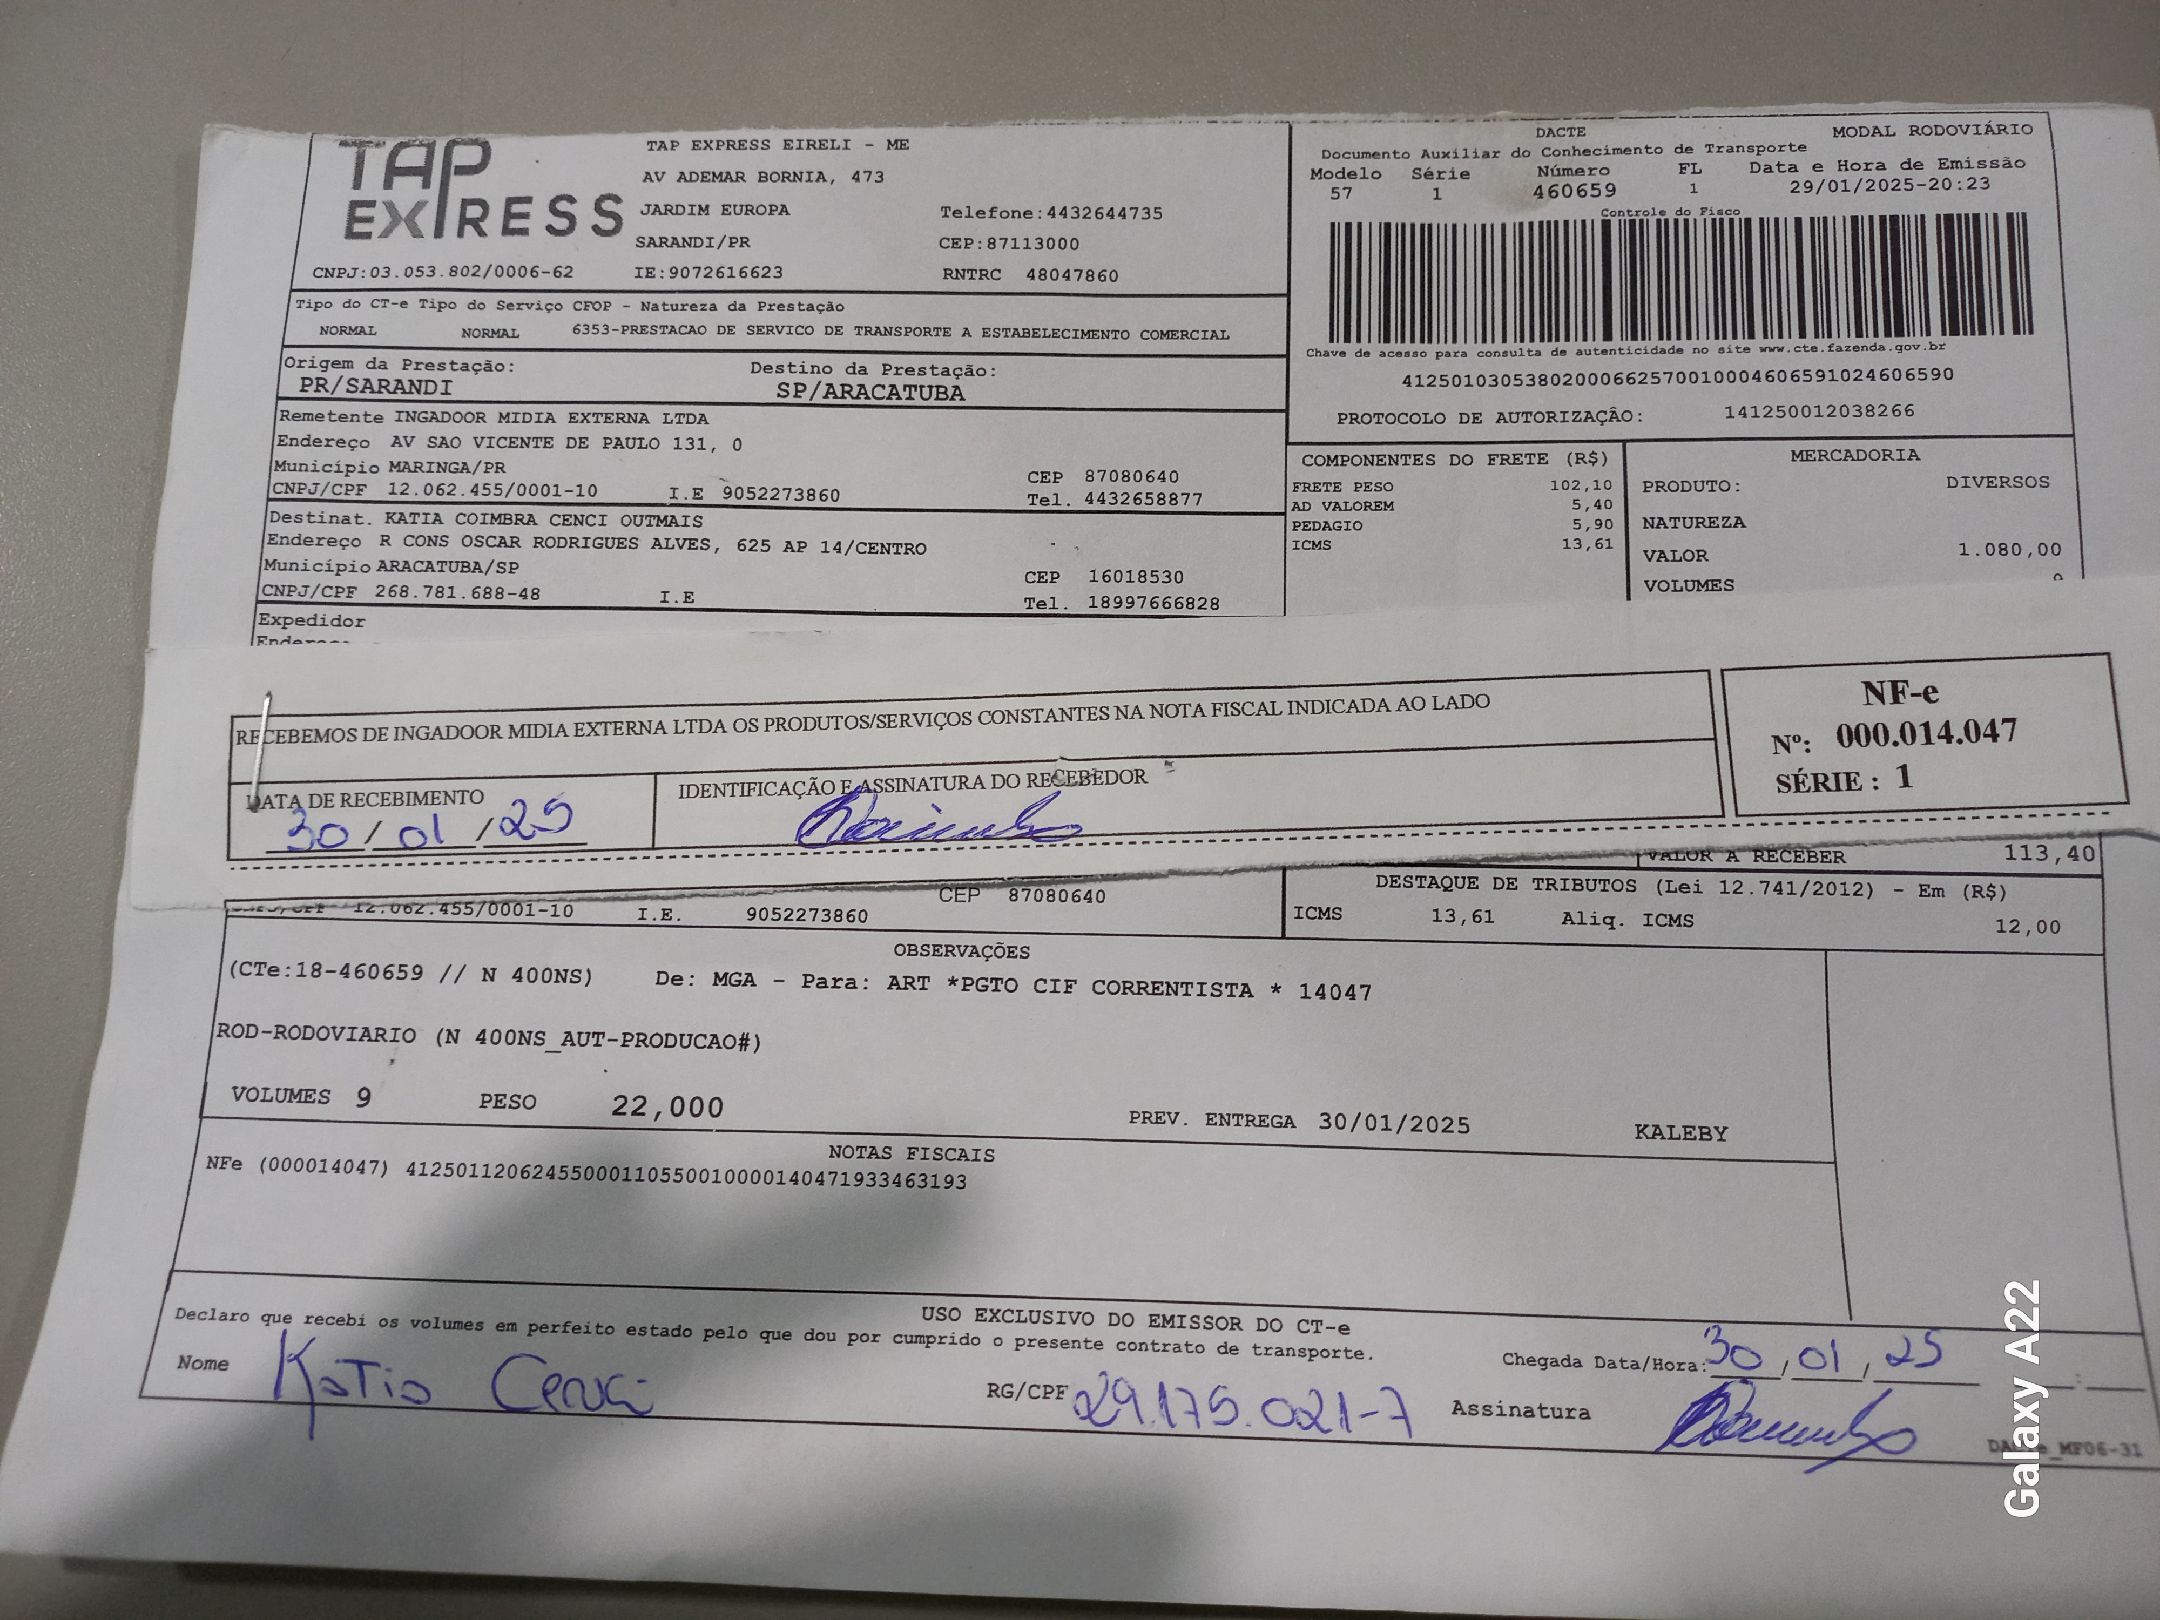 TAP EXPRESS
TAP EXPRESS EIRELI - ME
AV ADEMAR BORNIA, 473
JARDIM EUROPA Telefone:4432644735
SARANDI/PR CEP:87113000
CNPJ:03.053.802/0006-62 IE:9072616623 RNTRC 48047860
DACTE MODAL RODOVIÁRIO
Documento Auxiliar do Conhecimento de Transporte
Modelo Série Número FL Data e Hora de Emissão
57 1 460659 1 29/01/2025-20:23
Controle do Fisco
Chave de acesso para consulta de autenticidade no site www.cte.fazenda.gov.br
41250103053802000662570010004606591024606590
PROTOCOLO DE AUTORIZAÇÃO: 141250012038266
Tipo do CT-e Tipo do Serviço CFOP - Natureza da Prestação
NORMAL NORMAL 6353-PRESTACAO DE SERVICO DE TRANSPORTE A ESTABELECIMENTO COMERCIAL
Origem da Prestação: Destino da Prestação:
PR/SARANDI SP/ARACATUBA
Remetente INGADOOR MIDIA EXTERNA LTDA
Endereço AV SAO VICENTE DE PAULO 131, 0
Município MARINGA/PR CEP 87080640
CNPJ/CPF 12.062.455/0001-10 I.E 9052273860 Tel. 4432658877
Destinat. KATIA COIMBRA CENCI OUTMAIS
Endereço R CONS OSCAR RODRIGUES ALVES, 625 AP 14/CENTRO
Município ARACATUBA/SP CEP 16018530
CNPJ/CPF 268.781.688-48 I.E Tel. 18997666828
Expedidor
COMPONENTES DO FRETE (R$)
FRETE PESO 102,10
AD VALOREM 5,40
PEDAGIO 5,90
ICMS 13,61
MERCADORIA
PRODUTO: DIVERSOS
NATUREZA
VALOR 1.080,00
VOLUMES
RECEBEMOS DE INGADOOR MIDIA EXTERNA LTDA OS PRODUTOS/SERVIÇOS CONSTANTES NA NOTA FISCAL INDICADA AO LADO
DATA DE RECEBIMENTO IDENTIFICAÇÃO E ASSINATURA DO RECEBEDOR
30/01/25
NF-e
Nº: 000.014.047
SÉRIE : 1
VALOR A RECEBER 113,40
12.062.455/0001-10 I.E. 9052273860 CEP 87080640
DESTAQUE DE TRIBUTOS (Lei 12.741/2012) - Em (R$)
ICMS 13,61 Aliq. ICMS 12,00
OBSERVAÇÕES
(CTe:18-460659 // N 400NS) De: MGA - Para: ART *PGTO CIF CORRENTISTA * 14047
ROD-RODOVIARIO (N 400NS_AUT-PRODUCAO#)
VOLUMES 9 PESO 22,000 PREV. ENTREGA 30/01/2025 KALEBY
NOTAS FISCAIS
NFe (000014047) 41250112062455000110550010000140471933463193
USO EXCLUSIVO DO EMISSOR DO CT-e
Declaro que recebi os volumes em perfeito estado pelo que dou por cumprido o presente contrato de transporte.
Nome Katia Cenci RG/CPF 29.175.021-7
Chegada Data/Hora: 30/01/25 :
Assinatura
MF06-31
Galaxy A22